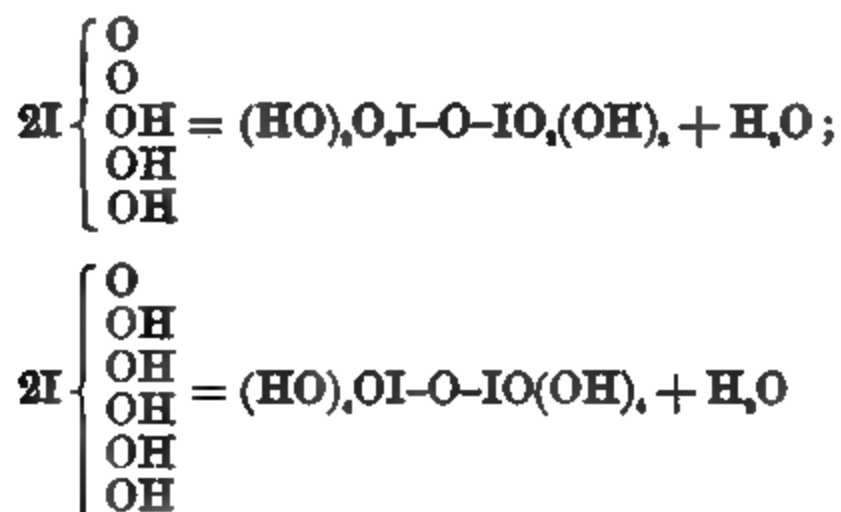 2I { O
O
OH
OH
OH = (HO)₂O₂I–O–IO₂(OH)₂ + H₂O;
2I { O
OH
OH
OH
OH
OH = (HO)₄OI–O–IO(OH)₄ + H₂O